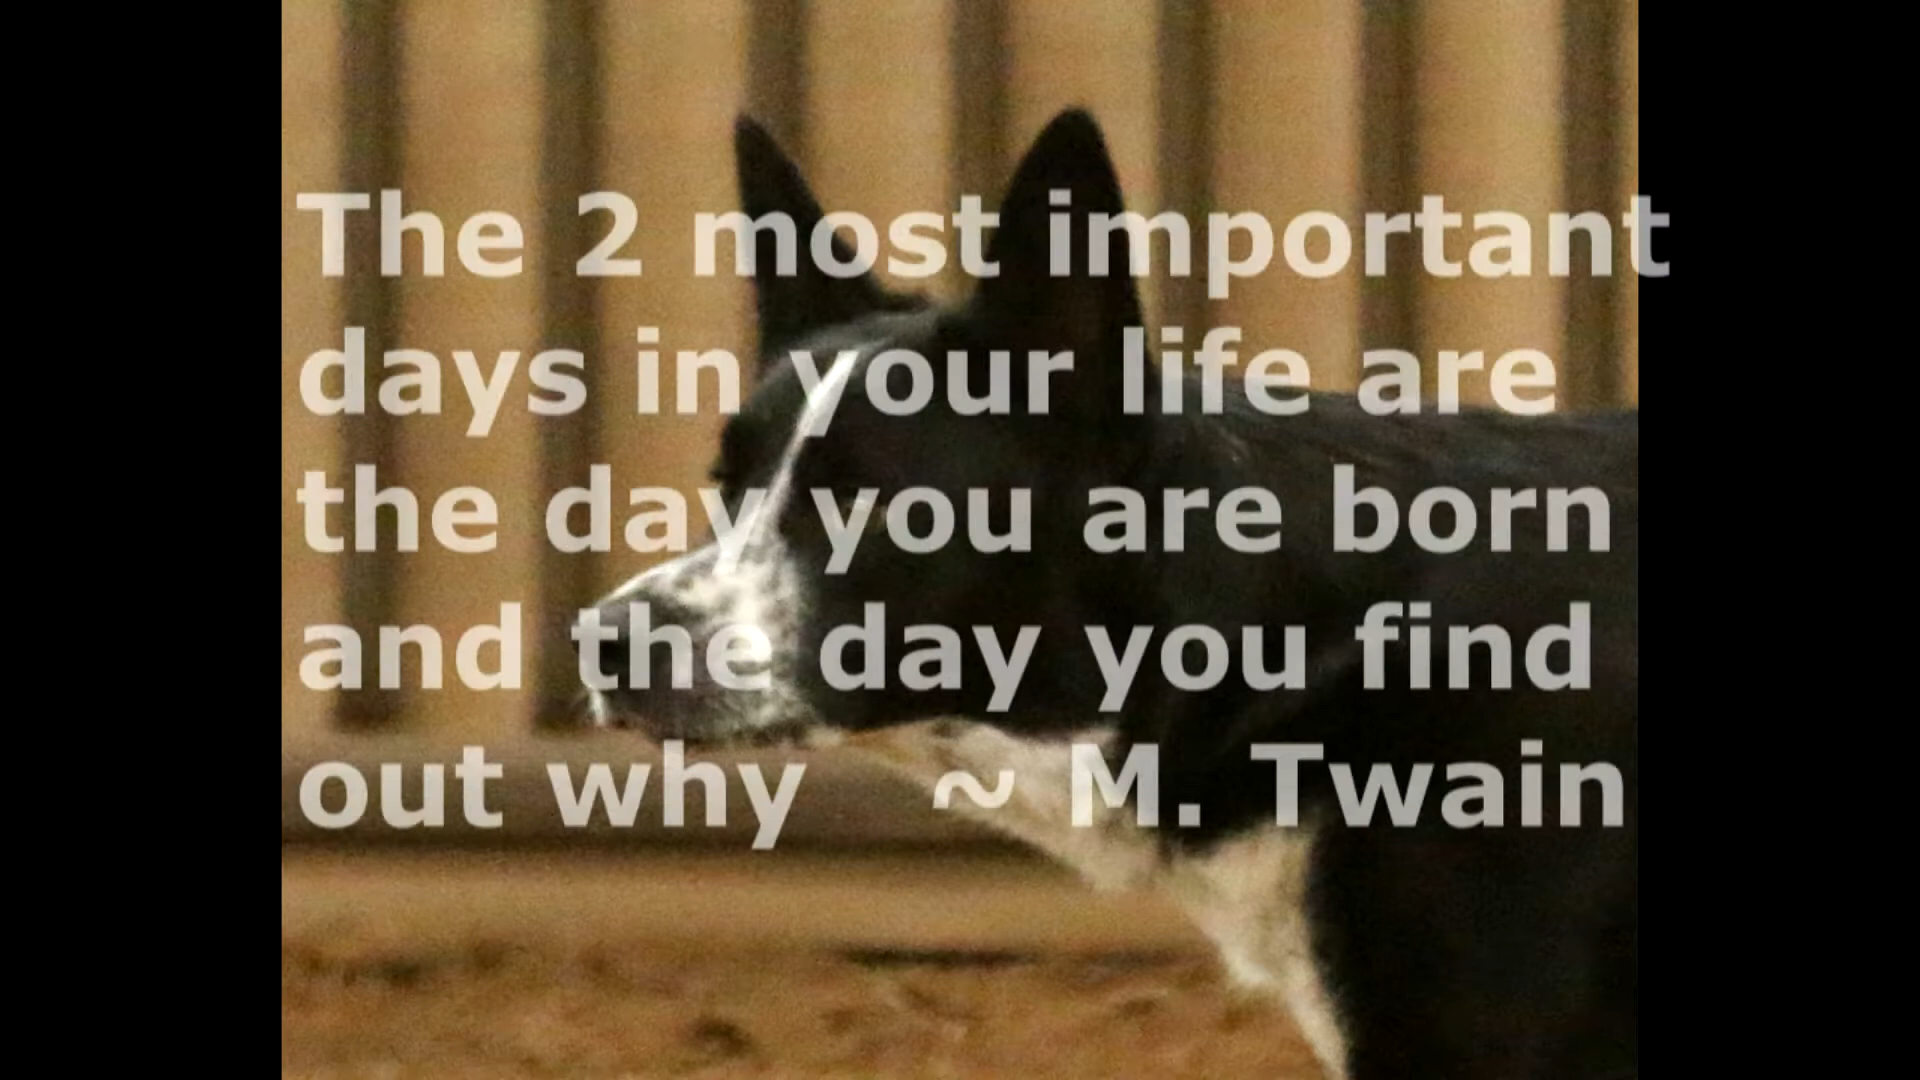 The 2 most important
days in your life are
the day you are born
and the day you find
out why ~ M. Twain